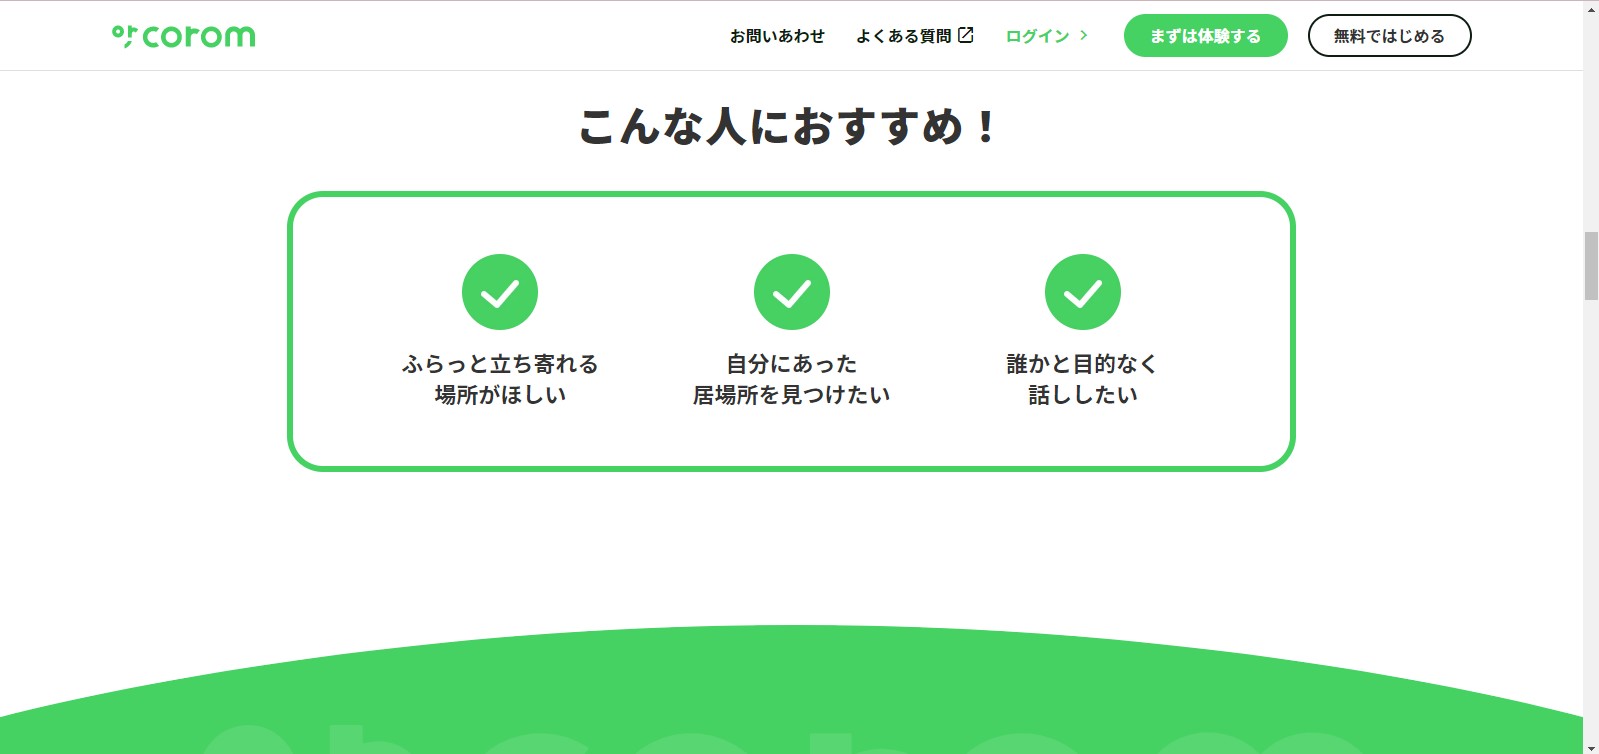 corom
お問いあわせ
よくある質問
ログイン
まずは体験する
無料ではじめる
こんな人におすすめ！
ふらっと立ち寄れる
場所がほしい
自分にあった
居場所を見つけたい
誰かと目的なく
話ししたい